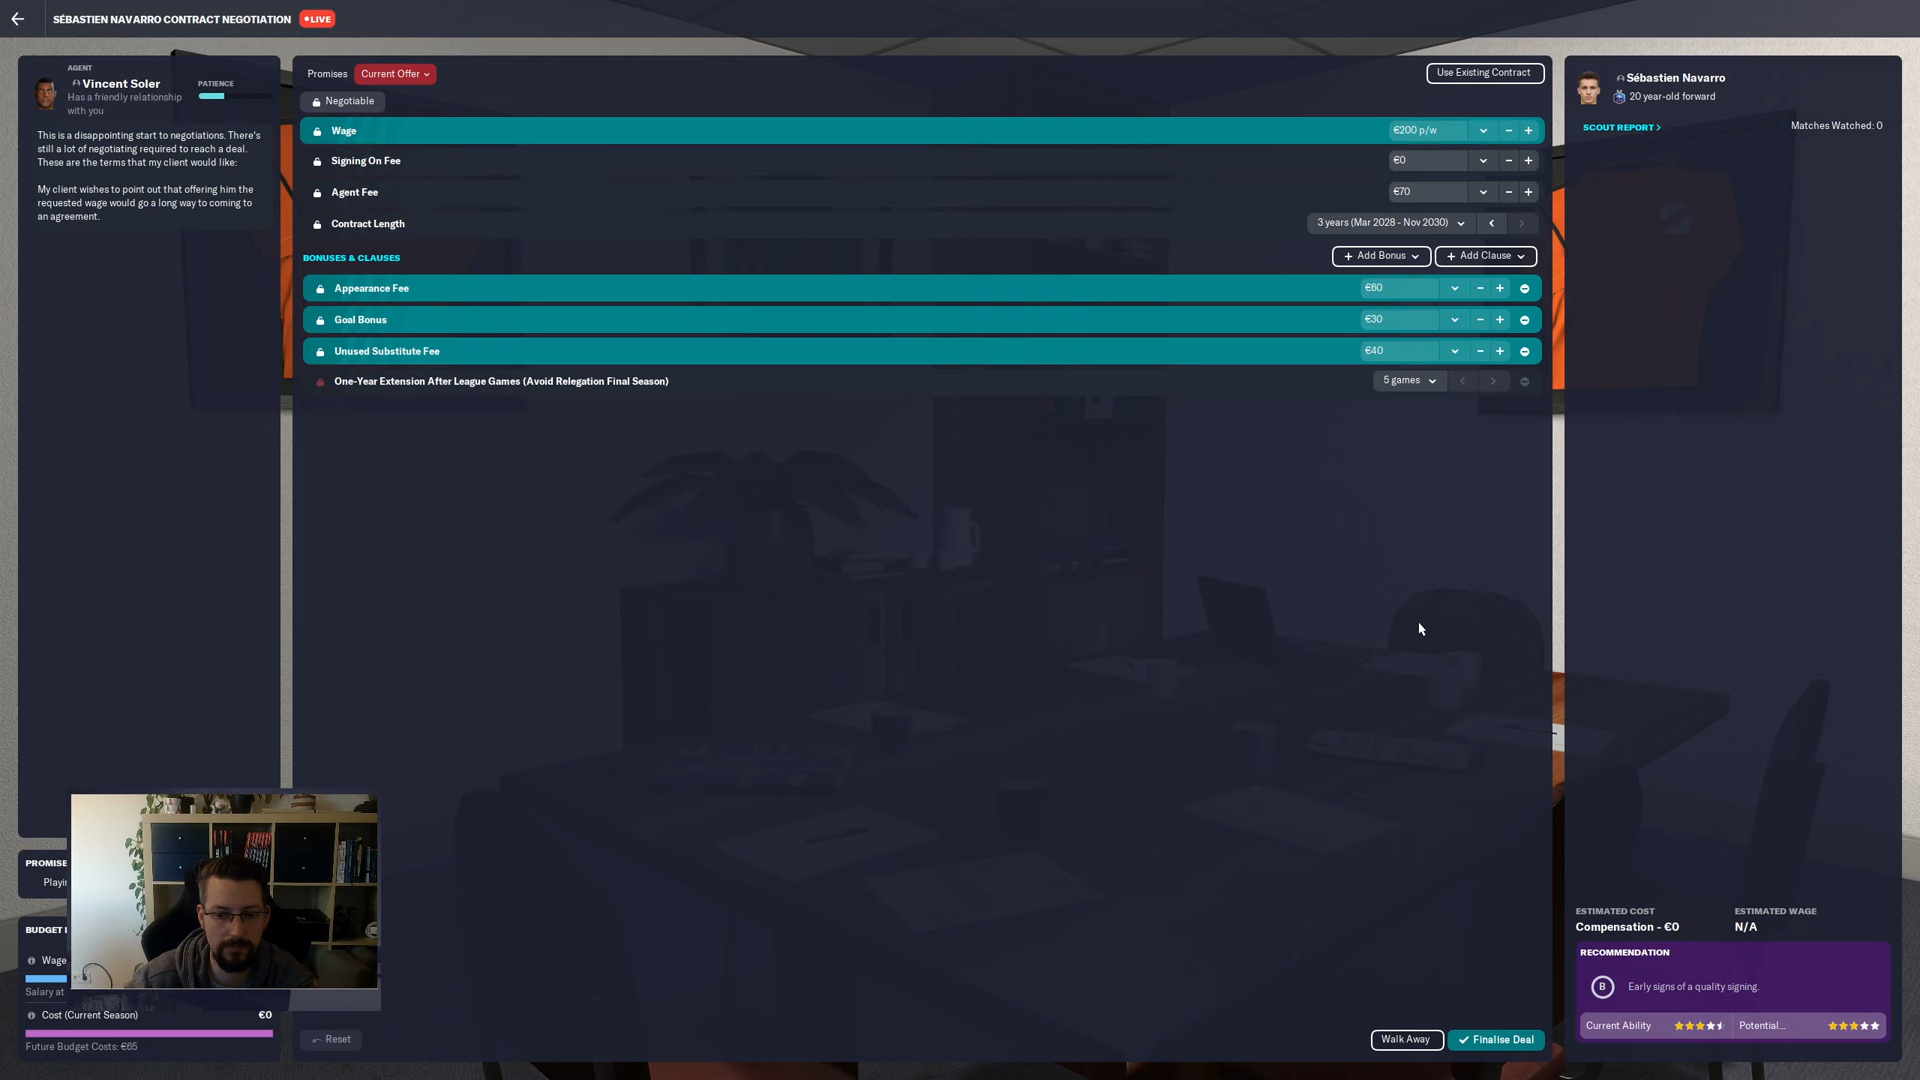 SÉBASTIEN NAVARRO CONTRACT NEGOTIATION
LIVE
AGENT
Vincent Soler
Has a friendly relationship
with you
PATIENCE
This is a disappointing start to negotiations. There's
still a lot of negotiating required to reach a deal.
These are the terms that my client would like:
My client wishes to point out that offering him the
requested wage would go a long way to coming to
an agreement.
Promises
Current Offer
Use Existing Contract
Negotiable
Wage
€200 p/w
Signing On Fee
€0
Agent Fee
€70
Contract Length
3 years (Mar 2028 - Nov 2030)
BONUSES & CLAUSES
Add Bonus
Add Clause
Appearance Fee
€60
Goal Bonus
€30
Unused Substitute Fee
€40
One-Year Extension After League Games (Avoid Relegation Final Season)
5 games
Sébastien Navarro
20 year-old forward
SCOUT REPORT >
Matches Watched: 0
PROMISE
Playin
BUDGET
Wage
Salary at
Cost (Current Season)
€0
Future Budget Costs: €65
Reset
Walk Away
Finalise Deal
ESTIMATED COST
Compensation - €0
ESTIMATED WAGE
N/A
RECOMMENDATION
B
Early signs of a quality signing.
Current Ability
Potential...